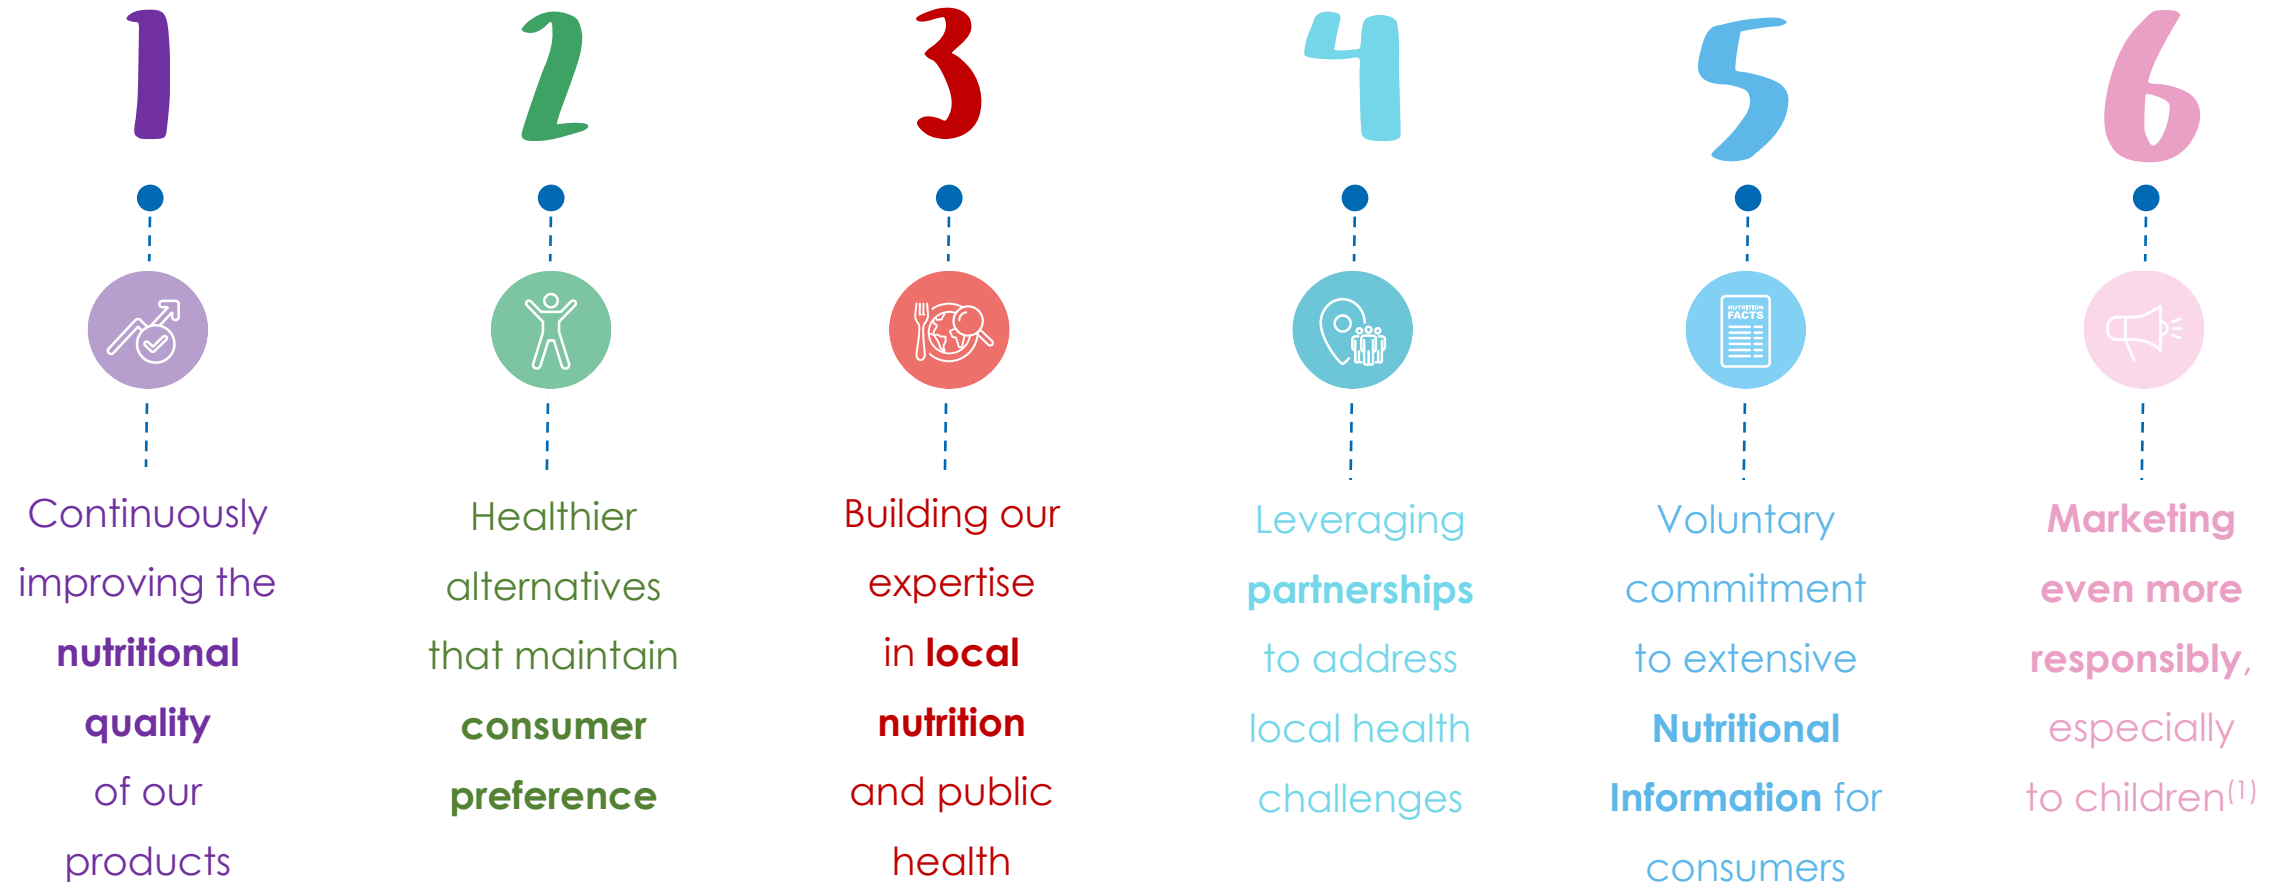 1
Continuously
improving the
nutritional
quality
of our
products
2
Healthier
alternatives
that maintain
consumer
preference
3
Building our
expertise
in local
nutrition
and public
health
4
Leveraging
partnerships
to address
local health
challenges
5
NUTRITION
FACTS
Voluntary
commitment
to extensive
Nutritional
Information for
consumers
6
Marketing
even more
responsibly,
especially
to children(1)